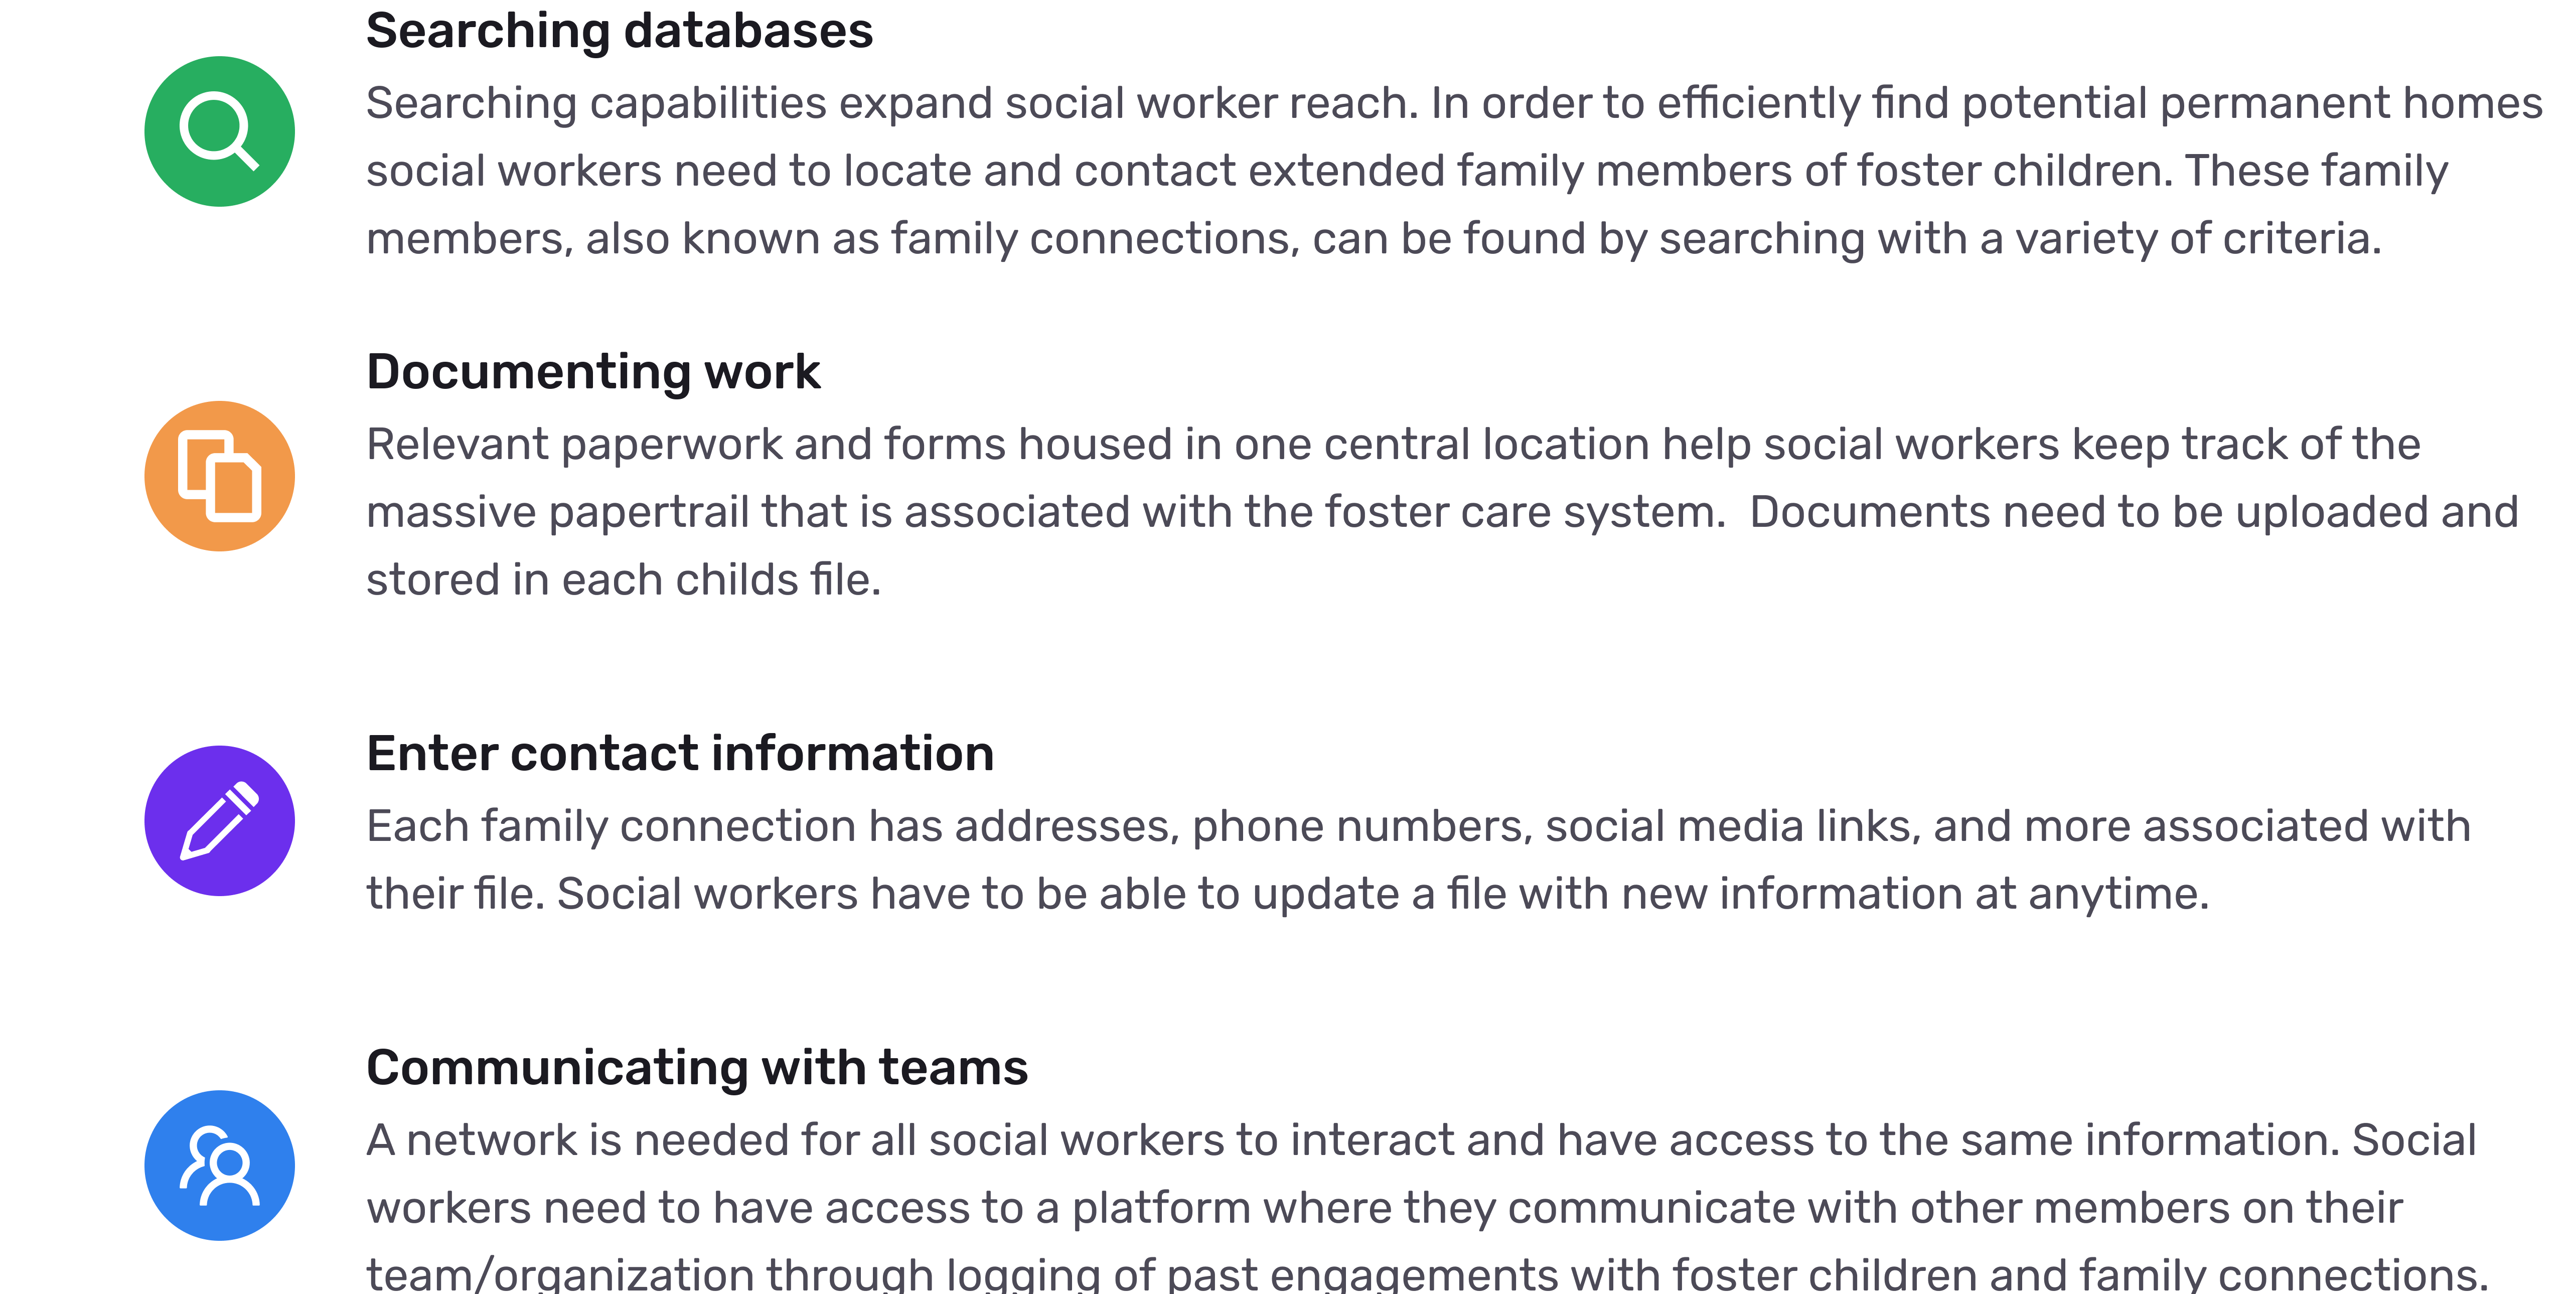 Searching databases
Searching capabilities expand social worker reach. In order to efficiently find potential permanent homes
social workers need to locate and contact extended family members of foster children. These family
members, also known as family connections, can be found by searching with a variety of criteria.
Documenting work
Relevant paperwork and forms housed in one central location help social workers keep track of the
massive papertrail that is associated with the foster care system.  Documents need to be uploaded and
stored in each childs file.
Enter contact information
Each family connection has addresses, phone numbers, social media links, and more associated with
their file. Social workers have to be able to update a file with new information at anytime.
Communicating with teams
A network is needed for all social workers to interact and have access to the same information. Social
workers need to have access to a platform where they communicate with other members on their
team/organization through logging of past engagements with foster children and family connections.